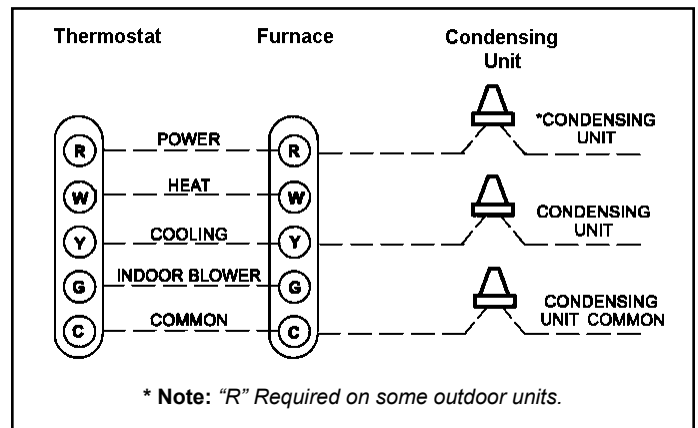 Thermostat
Furnace
Condensing
Unit
R
POWER
R
*CONDENSING
UNIT
W
HEAT
W
Y
COOLING
Y
CONDENSING
UNIT
G
INDOOR BLOWER
G
C
COMMON
C
CONDENSING
UNIT COMMON
* Note: “R” Required on some outdoor units.